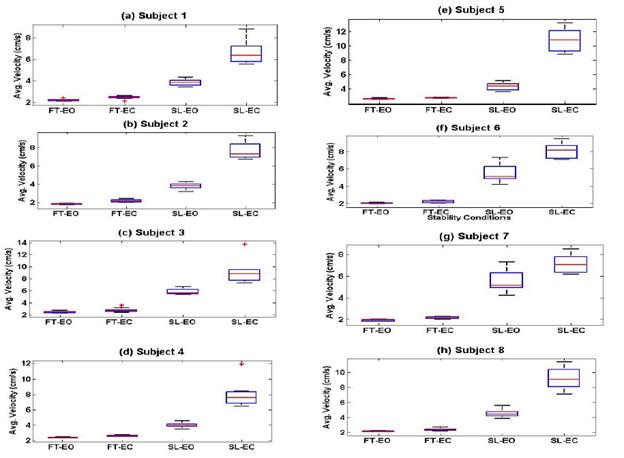 (a) Subject 1
Avg. Velocity (cm/s)
8
6
4
2
FT-EO FT-EC SL-EO SL-EC
(b) Subject 2
Avg. Velocity (cm/s)
8
6
4
2
FT-EO FT-EC SL-EO SL-EC
(c) Subject 3
Avg. Velocity (cm/s)
14
12
10
8
6
4
2
FT-EO FT-EC SL-EO SL-EC
(d) Subject 4
Avg. Velocity (cm/s)
12
10
8
6
4
2
FT-EO FT-EC SL-EO SL-EC
(e) Subject 5
Avg. Velocity (cm/s)
12
10
8
6
4
FT-EO FT-EC SL-EO SL-EC
(f) Subject 6
Avg. Velocity (cm/s)
8
6
4
2
FT-EO FT-EC SL-EO SL-EC
Stability Conditions
(g) Subject 7
Avg. Velocity (cm/s)
8
6
4
2
FT-EO FT-EC SL-EO SL-EC
(h) Subject 8
Avg. Velocity (cm/s)
10
8
6
4
2
FT-EO FT-EC SL-EO SL-EC